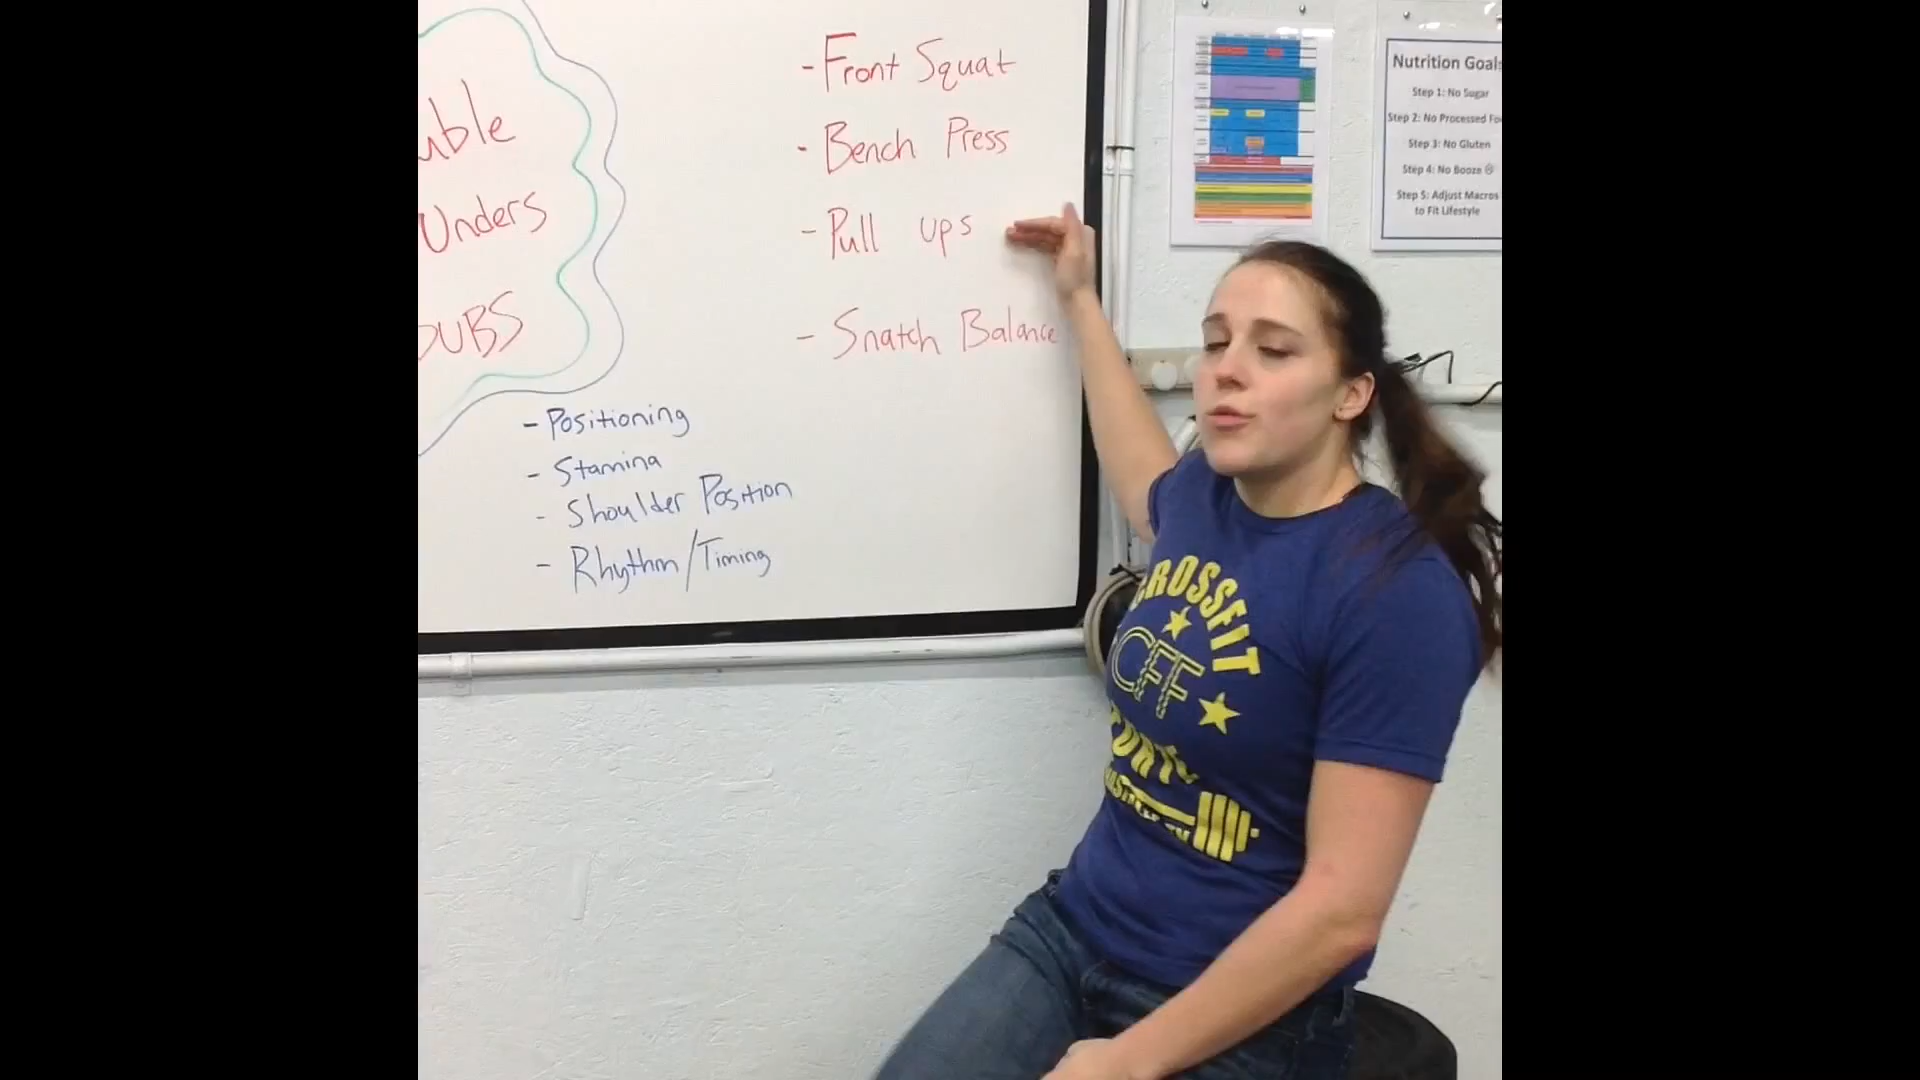 Unders
- Front Squat
- Bench Press
- Pull ups
- Snatch Balance
- Positioning
- Stamina
- Shoulder Position
- Rhythm/Timing
Nutrition Goals
Step 1: No Sugar
Step 2: No Processed Fo
Step 3: No Gluten
Step 4: No Booze ☹
Step 5: Adjust Macros
to Fit Lifestyle
CROSSFIT
CFF